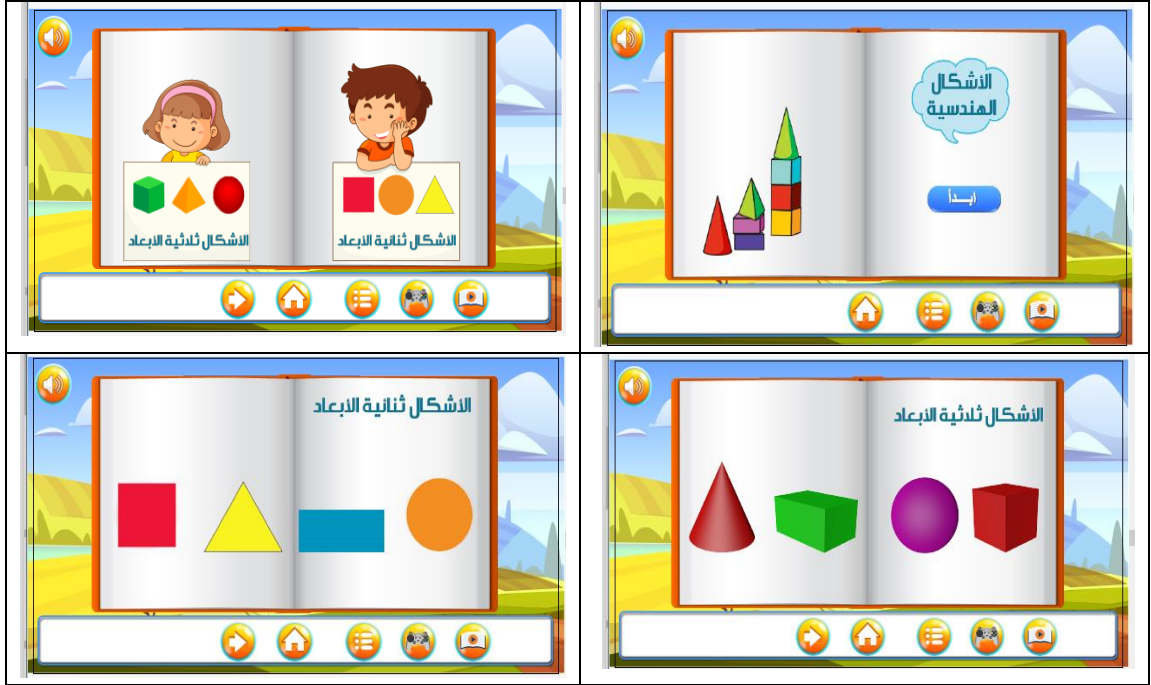 الأشكال
الهندسية
ابدأ
الأشكال ثنائية الأبعاد
الأشكال ثلاثية الأبعاد
الأشكال ثلاثية الأبعاد
الأشكال ثنائية الأبعاد